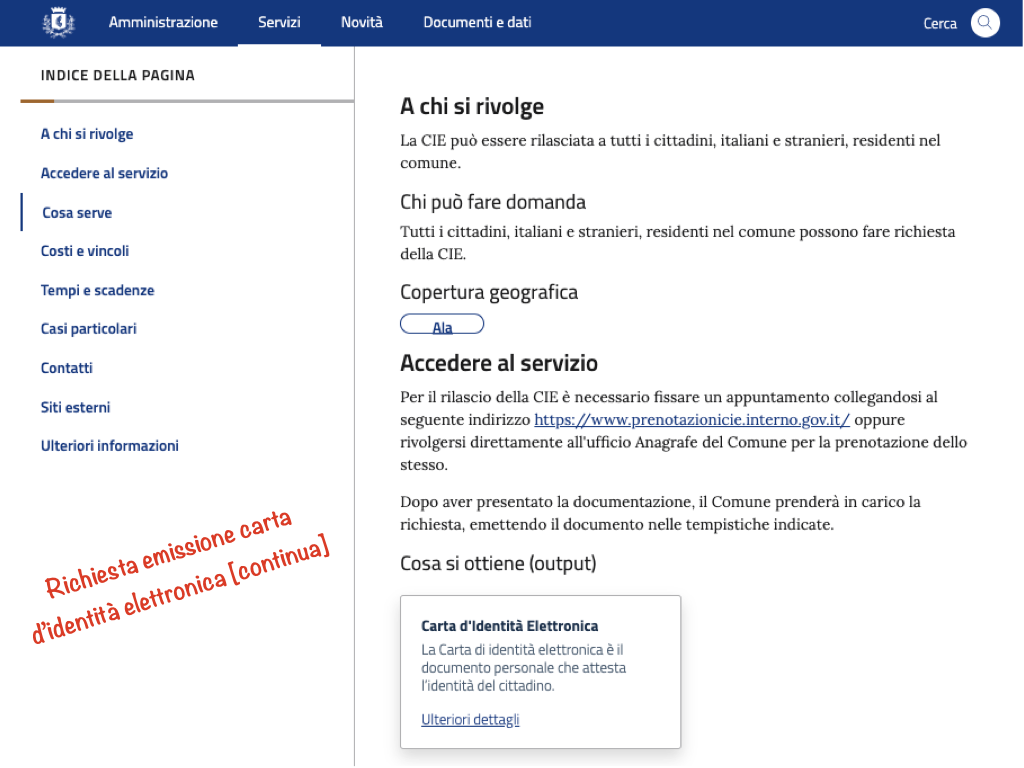 Amministrazione
Servizi
Novità
Documenti e dati
Cerca
INDICE DELLA PAGINA
A chi si rivolge
Accedere al servizio
Cosa serve
Costi e vincoli
Tempi e scadenze
Casi particolari
Contatti
Siti esterni
Ulteriori informazioni
Richiesta emissione carta
d'identità elettronica [continua]
A chi si rivolge
La CIE può essere rilasciata a tutti i cittadini, italiani e stranieri, residenti nel
comune.
Chi può fare domanda
Tutti i cittadini, italiani e stranieri, residenti nel comune possono fare richiesta
della CIE.
Copertura geografica
Ala
Accedere al servizio
Per il rilascio della CIE è necessario fissare un appuntamento collegandosi al
seguente indirizzo https://www.prenotazionicie.interno.gov.it/ oppure
rivolgersi direttamente all'ufficio Anagrafe del Comune per la prenotazione dello
stesso.
Dopo aver presentato la documentazione, il Comune prenderà in carico la
richiesta, emettendo il documento nelle tempistiche indicate.
Cosa si ottiene (output)
Carta d'Identità Elettronica
La Carta di identità elettronica è il
documento personale che attesta
l'identità del cittadino.
Ulteriori dettagli